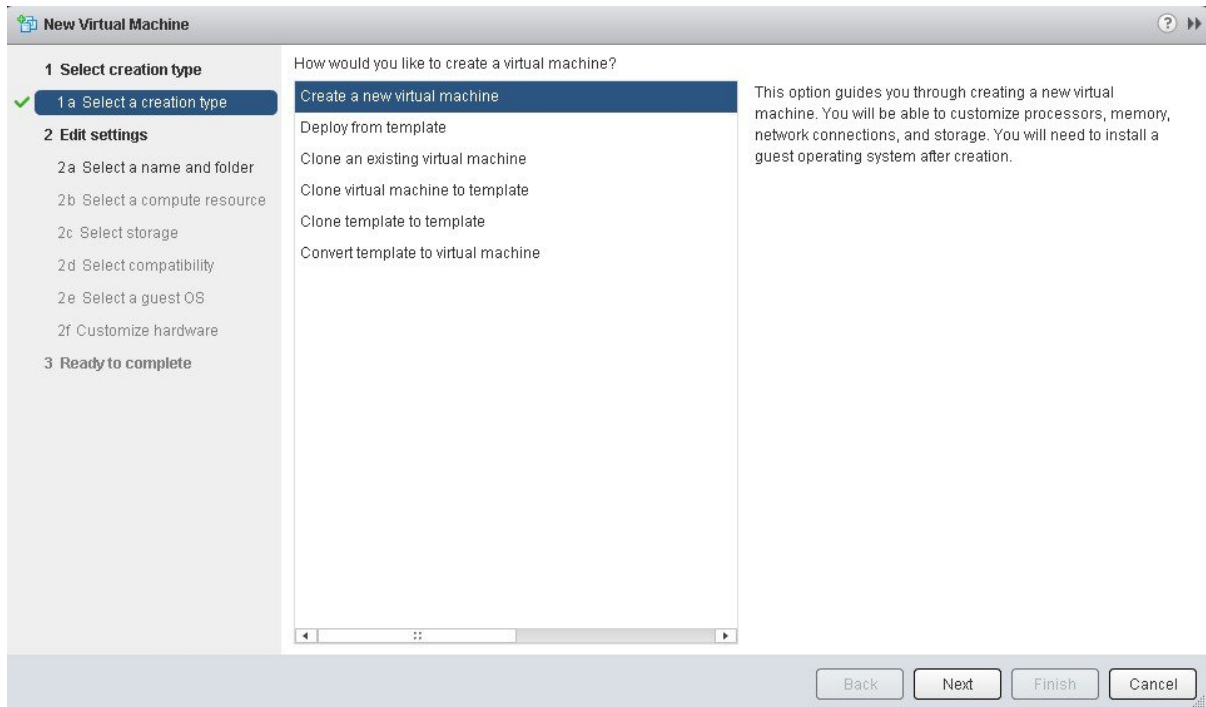 New Virtual Machine
1 Select creation type
1a Select a creation type
2 Edit settings
2a Select a name and folder
2b Select a compute resource
2c Select storage
2d Select compatibility
2e Select a guest OS
2f Customize hardware
3 Ready to complete
How would you like to create a virtual machine?
Create a new virtual machine
Deploy from template
Clone an existing virtual machine
Clone virtual machine to template
Clone template to template
Convert template to virtual machine
This option guides you through creating a new virtual
machine. You will be able to customize processors, memory,
network connections, and storage. You will need to install a
guest operating system after creation.
Back
Next
Finish
Cancel